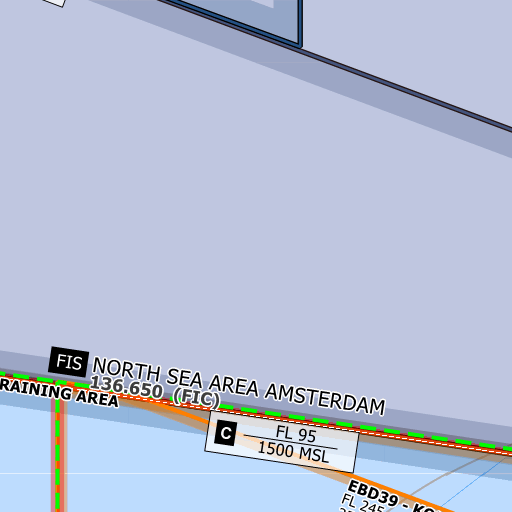 FIS NORTH SEA AREA AMSTERDAM
136.650 (FIC)
RAINING AREA
C FL 95
1500 MSL
EBD39 - KO
FL 245